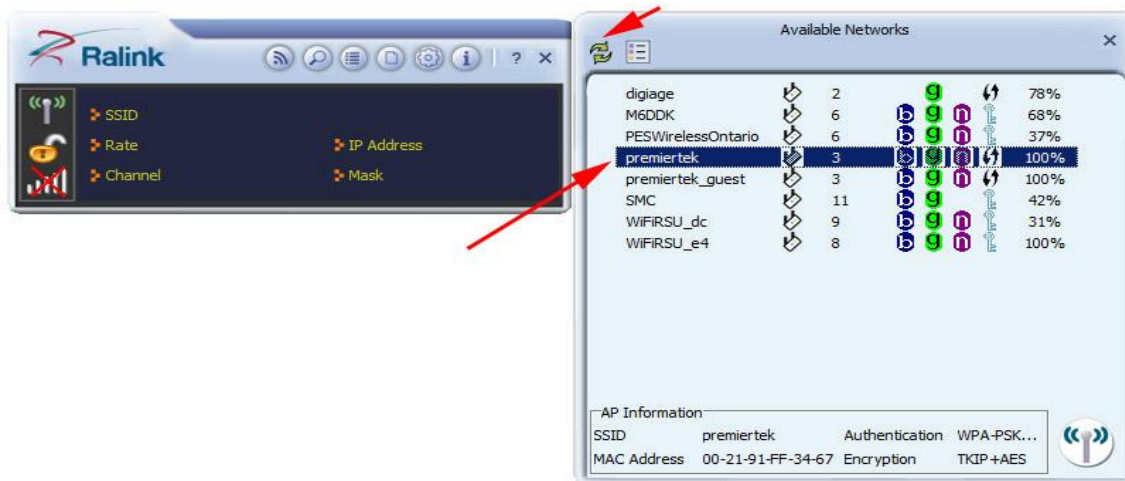 Ralink
? ×
SSID
Rate
IP Address
Channel
Mask
Available Networks
×
digiage 2 g 78%
M6DDK 6 b g n 68%
PESWirelessOntario 6 b g n 37%
premiertek 3 b g n 100%
premiertek_guest 3 b g n 100%
SMC 11 b g 42%
WiFiRSU_dc 9 b g n 31%
WiFiRSU_e4 8 b g n 100%
AP Information
SSID premiertek Authentication WPA-PSK...
MAC Address 00-21-91-FF-34-67 Encryption TKIP+AES